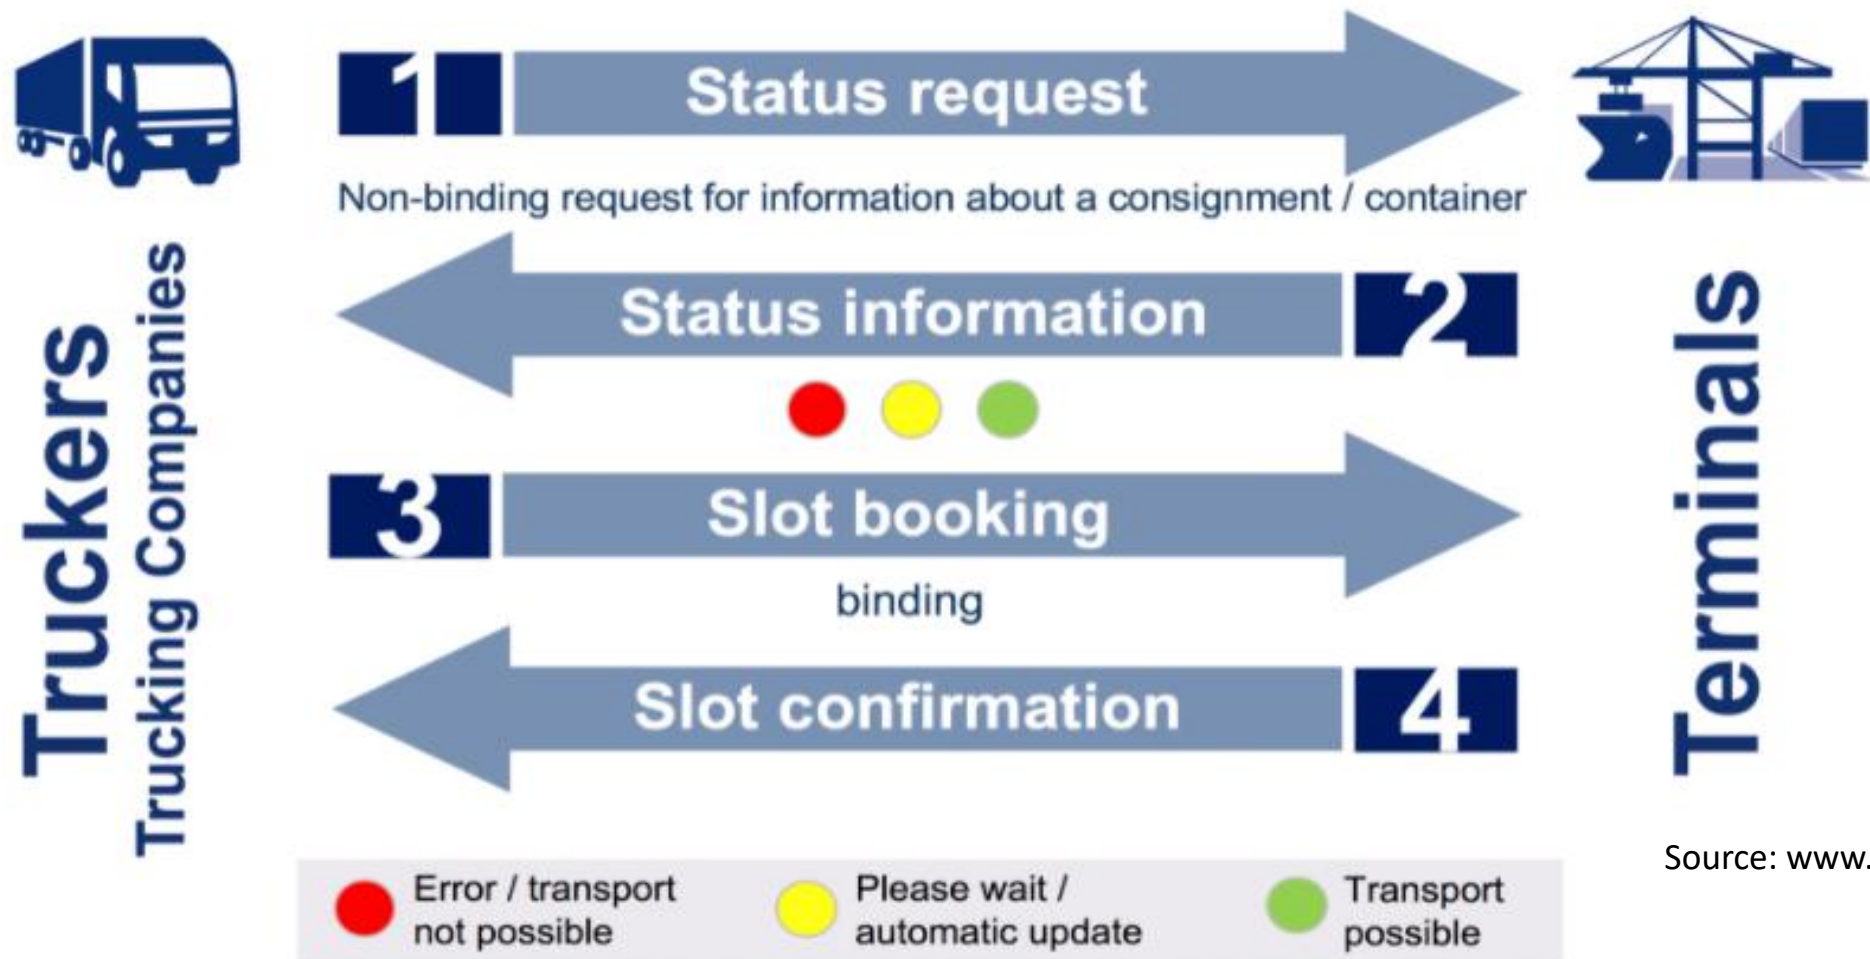 1
Status request
Non-binding request for information about a consignment / container
Status information
2
3
Slot booking
binding
Slot confirmation
4
Truckers
Trucking Companies
Terminals
Source: www.
Error / transport
not possible
Please wait /
automatic update
Transport
possible